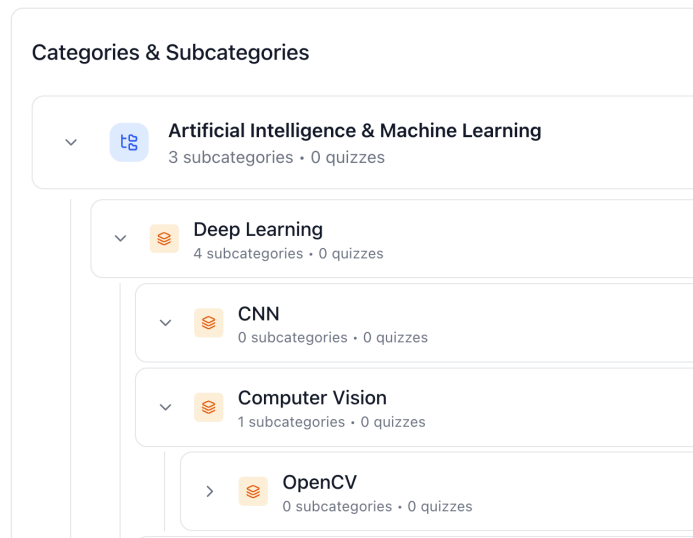 Categories & Subcategories
Artificial Intelligence & Machine Learning
3 subcategories • 0 quizzes
Deep Learning
4 subcategories • 0 quizzes
CNN
0 subcategories • 0 quizzes
Computer Vision
1 subcategories • 0 quizzes
OpenCV
0 subcategories • 0 quizzes